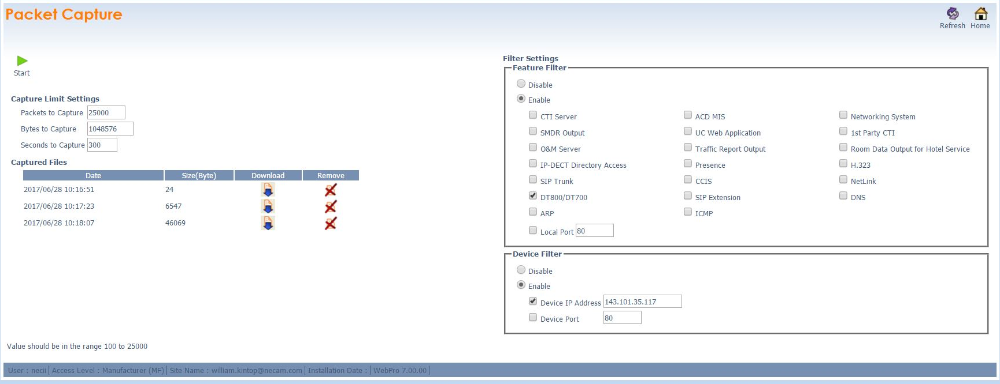 Packet Capture
Refresh Home
Start
Capture Limit Settings
Packets to Capture 25000
Bytes to Capture 1048576
Seconds to Capture 300
Captured Files
Date Size(Byte) Download Remove
2017/06/28 10:16:51 24
2017/06/28 10:17:23 6547
2017/06/28 10:18:07 46069
Filter Settings
Feature Filter
Disable
Enable
CTI Server ACD MIS Networking System
SMDR Output UC Web Application 1st Party CTI
O&M Server Traffic Report Output Room Data Output for Hotel Service
IP-DECT Directory Access Presence H.323
SIP Trunk CCIS NetLink
DT800/DT700 SIP Extension DNS
ARP ICMP
Local Port 80
Device Filter
Disable
Enable
Device IP Address 143.101.35.117
Device Port 80
Value should be in the range 100 to 25000
User : necii | Access Level : Manufacturer (MF) | Site Name : william.kintop@necam.com | Installation Date : | WebPro 7.00.00 |